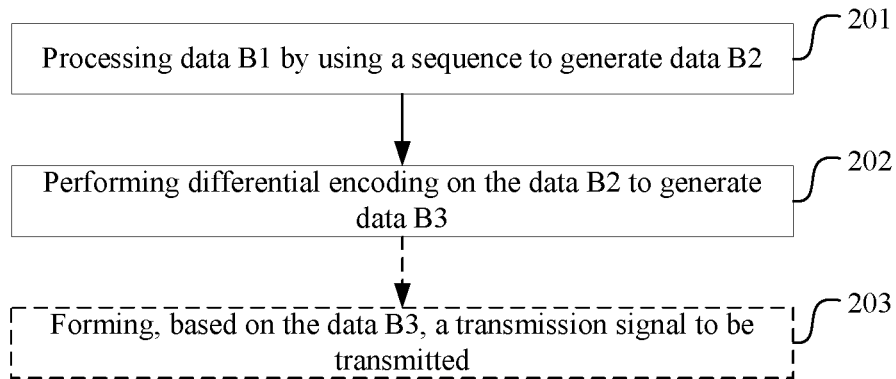 201
Processing data B1 by using a sequence to generate data B2
202
Performing differential encoding on the data B2 to generate
data B3
203
Forming, based on the data B3, a transmission signal to be
transmitted